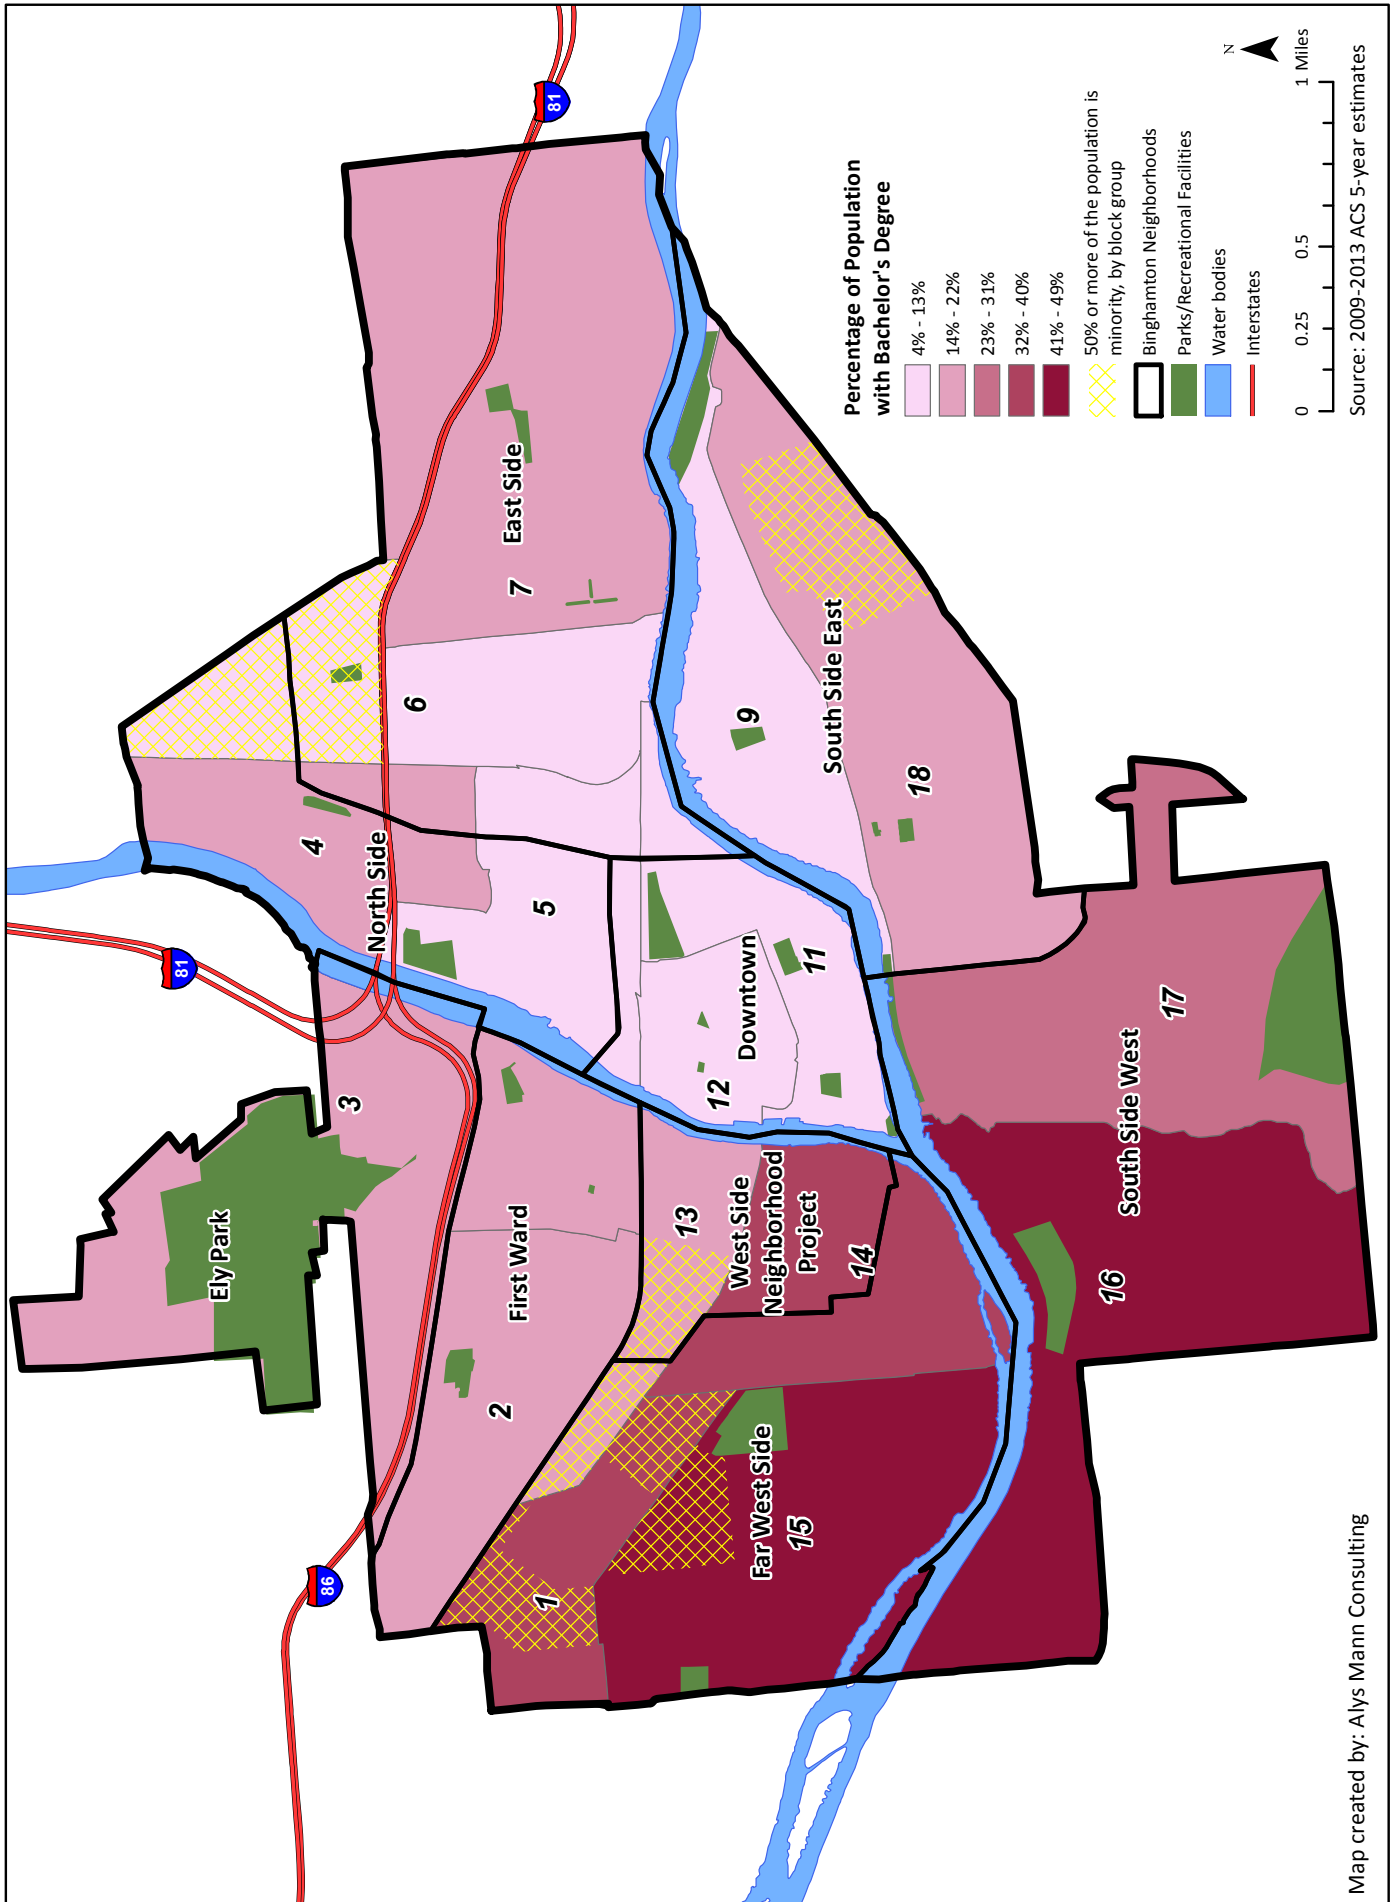 81
81
86
Ely Park
3
4
North Side
5
6
7
East Side
First Ward
2
1
13
West Side
Neighborhood
Project
14
12
Downtown
11
9
South Side East
18
Far West Side
15
16
South Side West
17
Percentage of Population
with Bachelor's Degree
4% - 13%
14% - 22%
23% - 31%
32% - 40%
41% - 49%
50% or more of the population is
minority, by block group
Binghamton Neighborhoods
Parks/Recreational Facilities
Water bodies
Interstates
N
0
0.25
0.5
1 Miles
Source: 2009-2013 ACS 5-year estimates
Map created by: Alys Mann Consulting